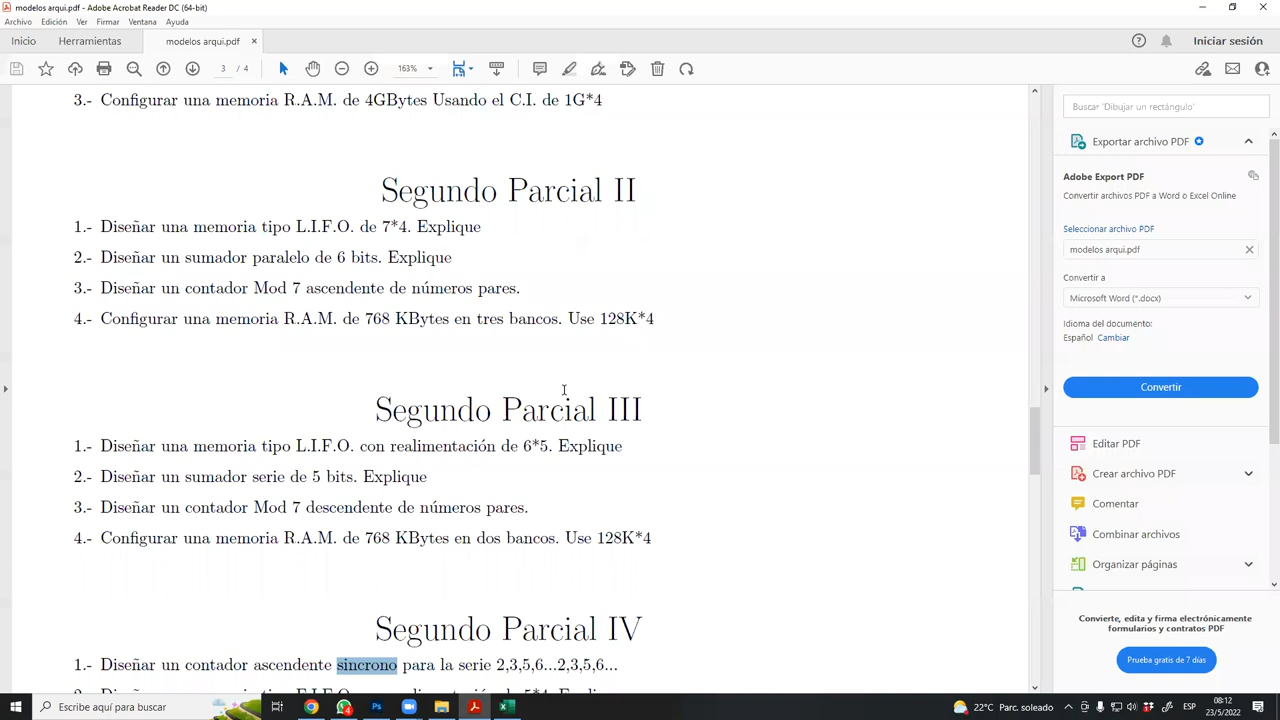 modelos arqui.pdf - Adobe Acrobat Reader DC (64-bit)
Archivo Edición Ver Firmar Ventana Ayuda
Inicio Herramientas modelos arqui.pdf × Iniciar sesión
3 / 4 163%
3.- Configurar una memoria R.A.M. de 4GBytes Usando el C.I. de 1G*4
Segundo Parcial II
1.- Diseñar una memoria tipo L.I.F.O. de 7*4. Explique
2.- Diseñar un sumador paralelo de 6 bits. Explique
3.- Diseñar un contador Mod 7 ascendente de números pares.
4.- Configurar una memoria R.A.M. de 768 KBytes en tres bancos. Use 128K*4
Segundo Parcial III
1.- Diseñar una memoria tipo L.I.F.O. con realimentación de 6*5. Explique
2.- Diseñar un sumador serie de 5 bits. Explique
3.- Diseñar un contador Mod 7 descendente de números pares.
4.- Configurar una memoria R.A.M. de 768 KBytes en dos bancos. Use 128K*4
Segundo Parcial IV
1.- Diseñar un contador ascendente sincrono para la serie 2,3,5,6...2,3,5,6...
Buscar 'Dibujar un rectángulo'
Exportar archivo PDF
Adobe Export PDF
Convertir archivos PDF a Word o Excel Online
Seleccionar archivo PDF
modelos arqui.pdf
Convertir a
Microsoft Word (*.docx)
Idioma del documento:
Español Cambiar
Convertir
Editar PDF
Crear archivo PDF
Comentar
Combinar archivos
Organizar páginas
Convierte, edita y firma electrónicamente
formularios y contratos PDF
Prueba gratis de 7 días
Escribe aquí para buscar
22°C Parc. soleado
ESP
08:12
23/5/2022